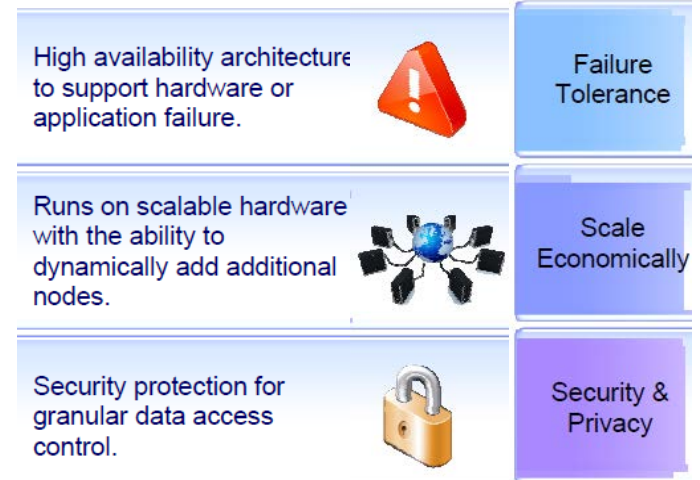 High availability architecture
to support hardware or
application failure.
Failure
Tolerance
Runs on scalable hardware
with the ability to
dynamically add additional
nodes.
Scale
Economically
Security protection for
granular data access
control.
Security &
Privacy